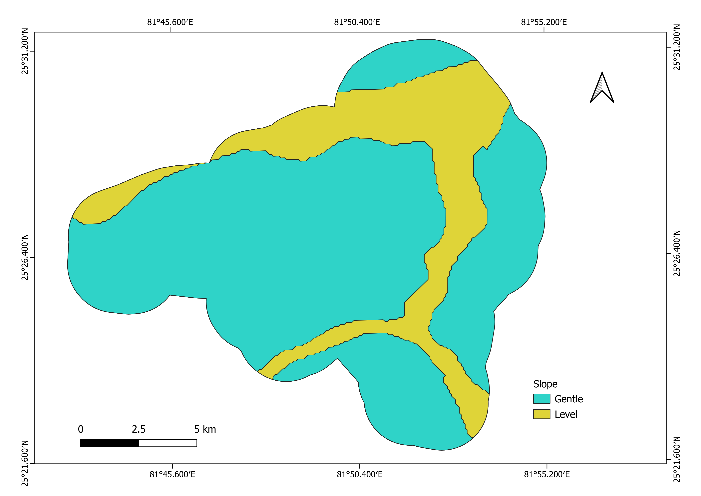 81°45.600'E 81°50.400'E 81°55.200'E
25°31.200'N 25°31.200'N
25°26.400'N 25°26.400'N
Slope
Gentle
Level
0 2.5 5 km
25°21.600'N 25°21.600'N
81°45.600'E 81°50.400'E 81°55.200'E